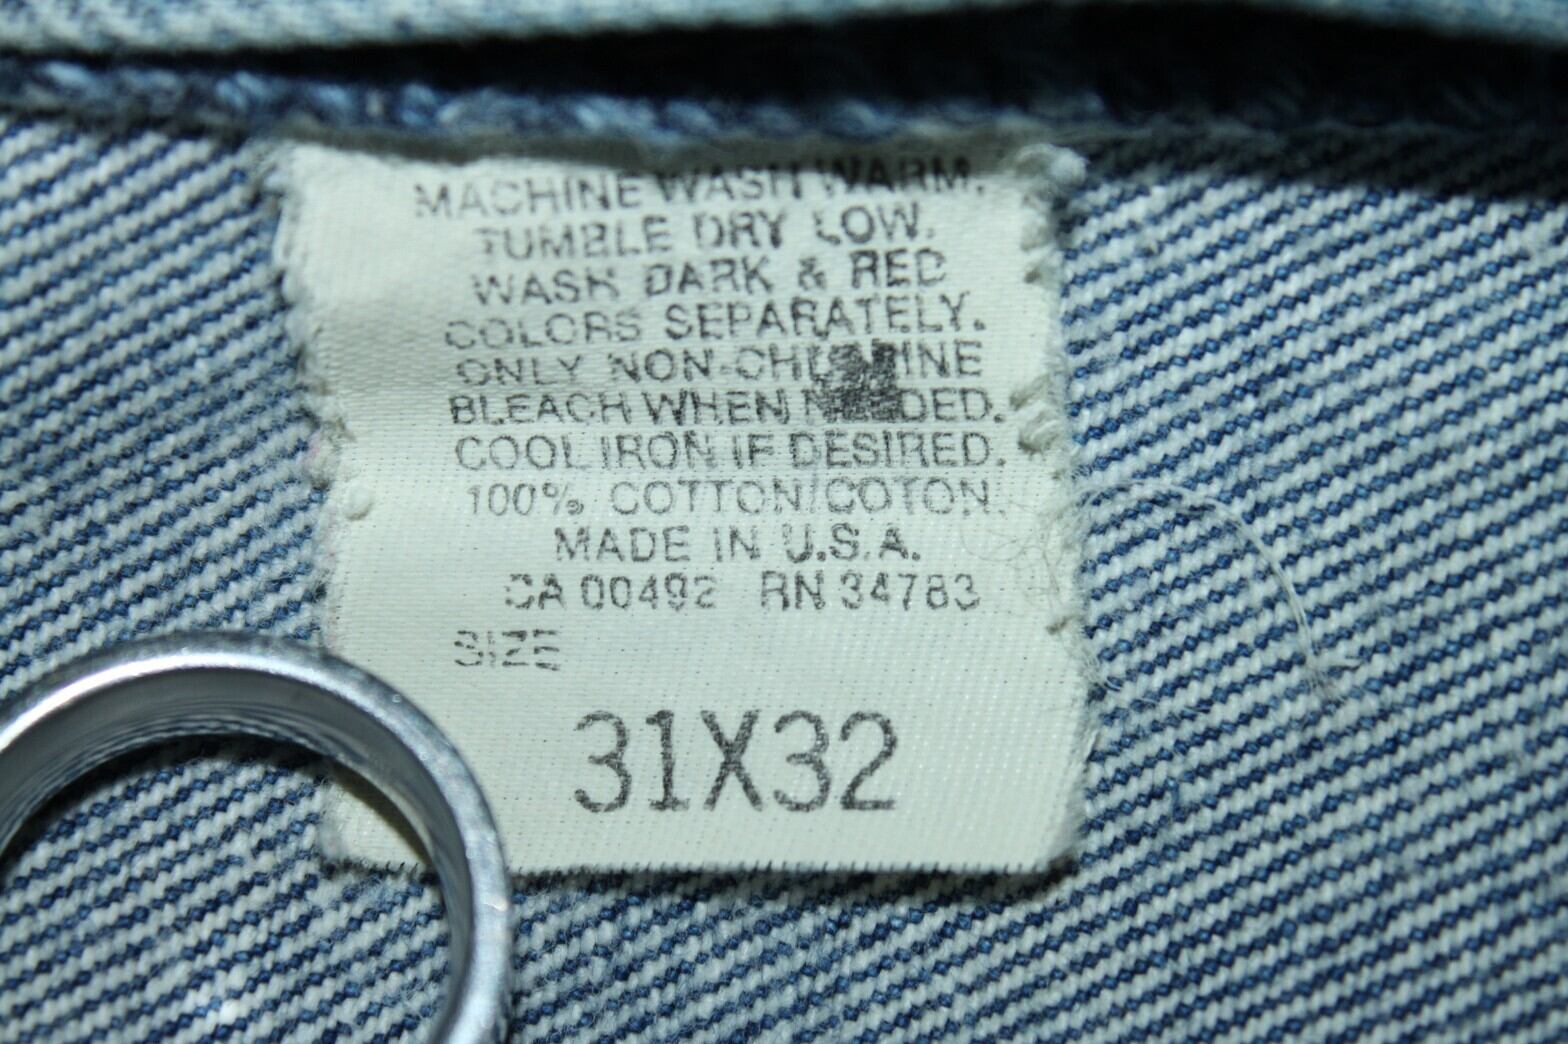 MACHINE WASH WARM.
TUMBLE DRY LOW.
WASH DARK & RED
COLORS SEPARATELY.
ONLY NON-CHLORINE
BLEACH WHEN NEEDED.
COOL IRON IF DESIRED.
100% COTTON/COTON.
MADE IN U.S.A.
CA 00492 RN 34783
SIZE
31X32